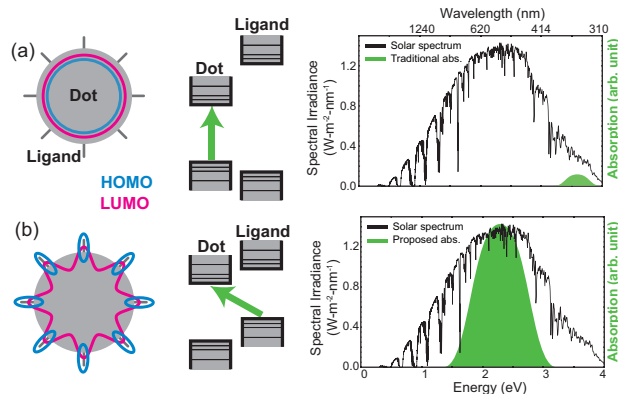 (a)
Dot
Ligand
HOMO
LUMO
Ligand
Dot
Wavelength (nm)
1240 620 414 310
Solar spectrum
Traditional abs.
Spectral Irradiance
(W-m-2-nm-1)
1.2
0.8
0.4
0.0
Absorption (arb. unit)
(b)
Ligand
Dot
Solar spectrum
Proposed abs.
Spectral Irradiance
(W-m-2-nm-1)
1.2
0.8
0.4
0.0
Absorption (arb. unit)
0 1 2 3 4
Energy (eV)